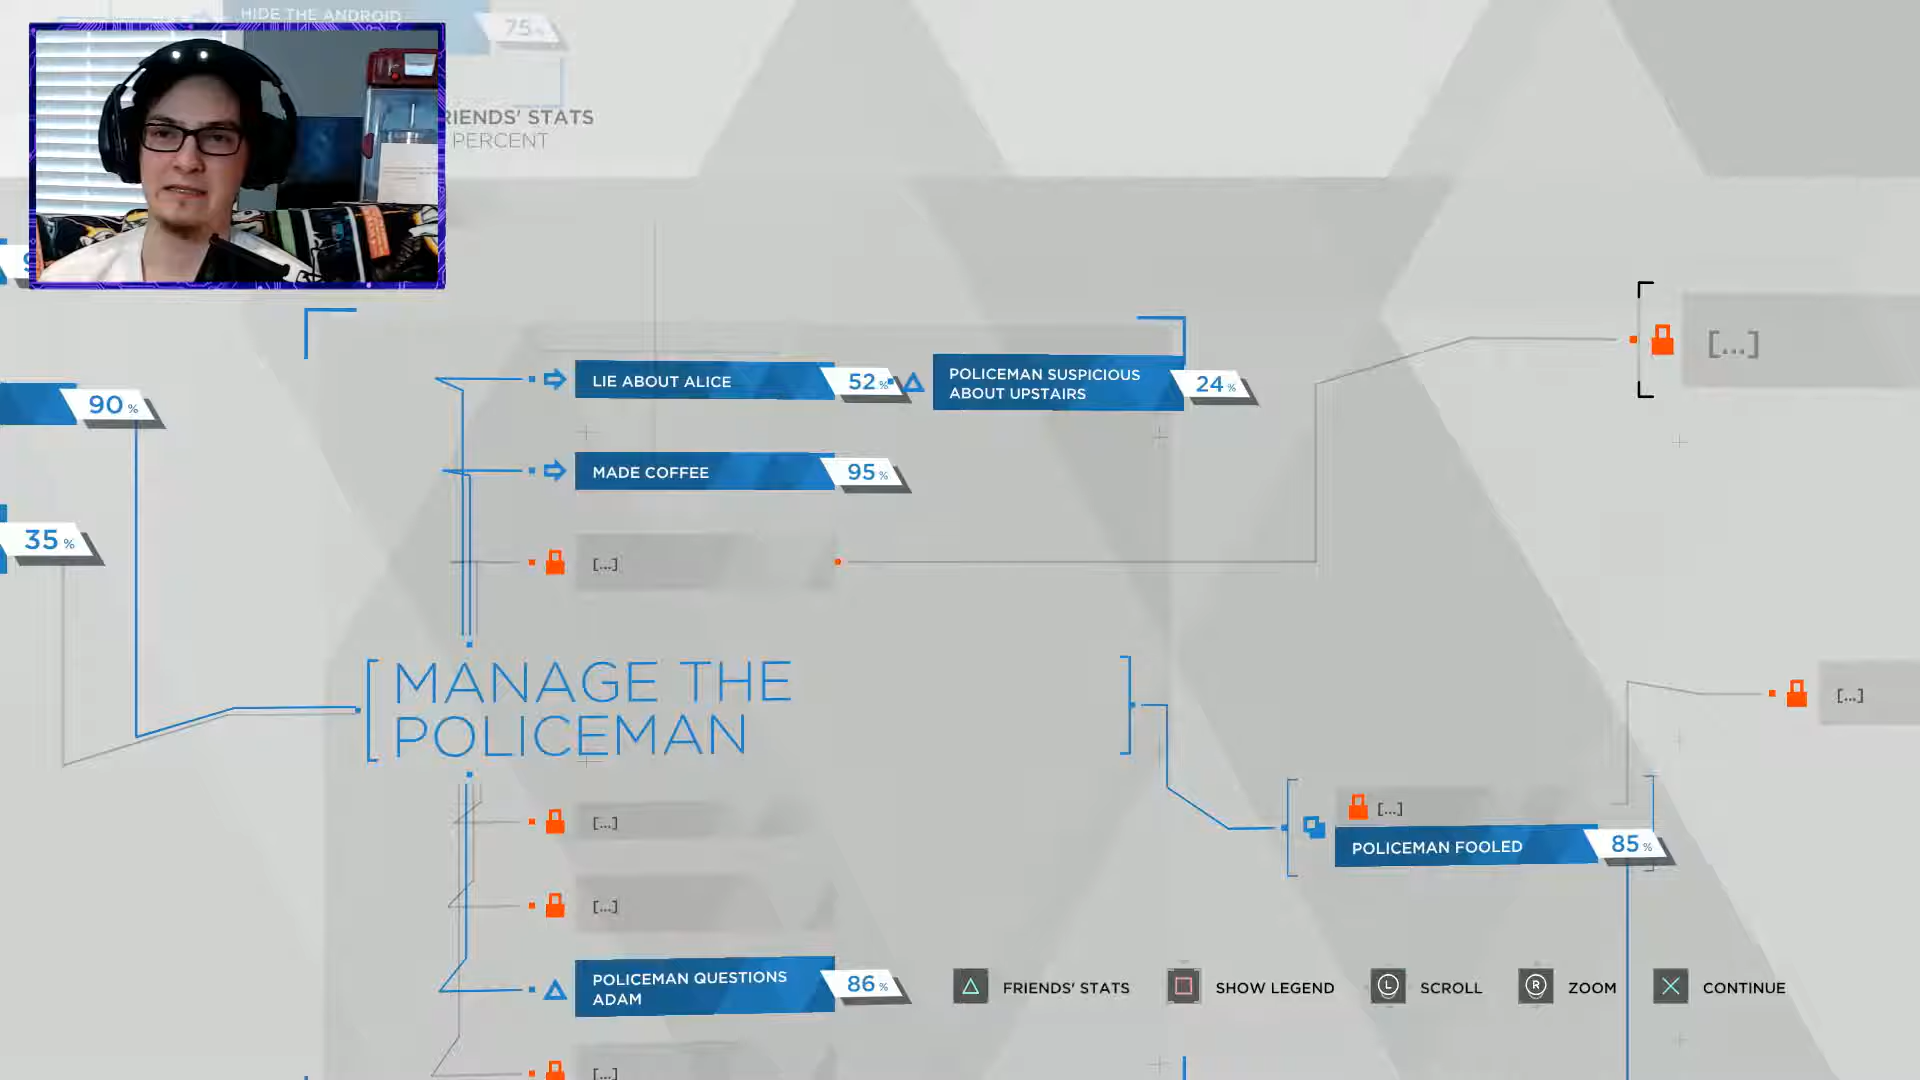 HIDE THE ANDROID
75%
RIENDS' STATS
PERCENT
90%
35%
LIE ABOUT ALICE
52%
POLICEMAN SUSPICIOUS
ABOUT UPSTAIRS
24%
[...]
MADE COFFEE
95%
[...]
MANAGE THE
POLICEMAN
[...]
[...]
[...]
POLICEMAN FOOLED
85%
[...]
POLICEMAN QUESTIONS
ADAM
86%
FRIENDS' STATS
SHOW LEGEND
L
SCROLL
R
ZOOM
CONTINUE
[...]